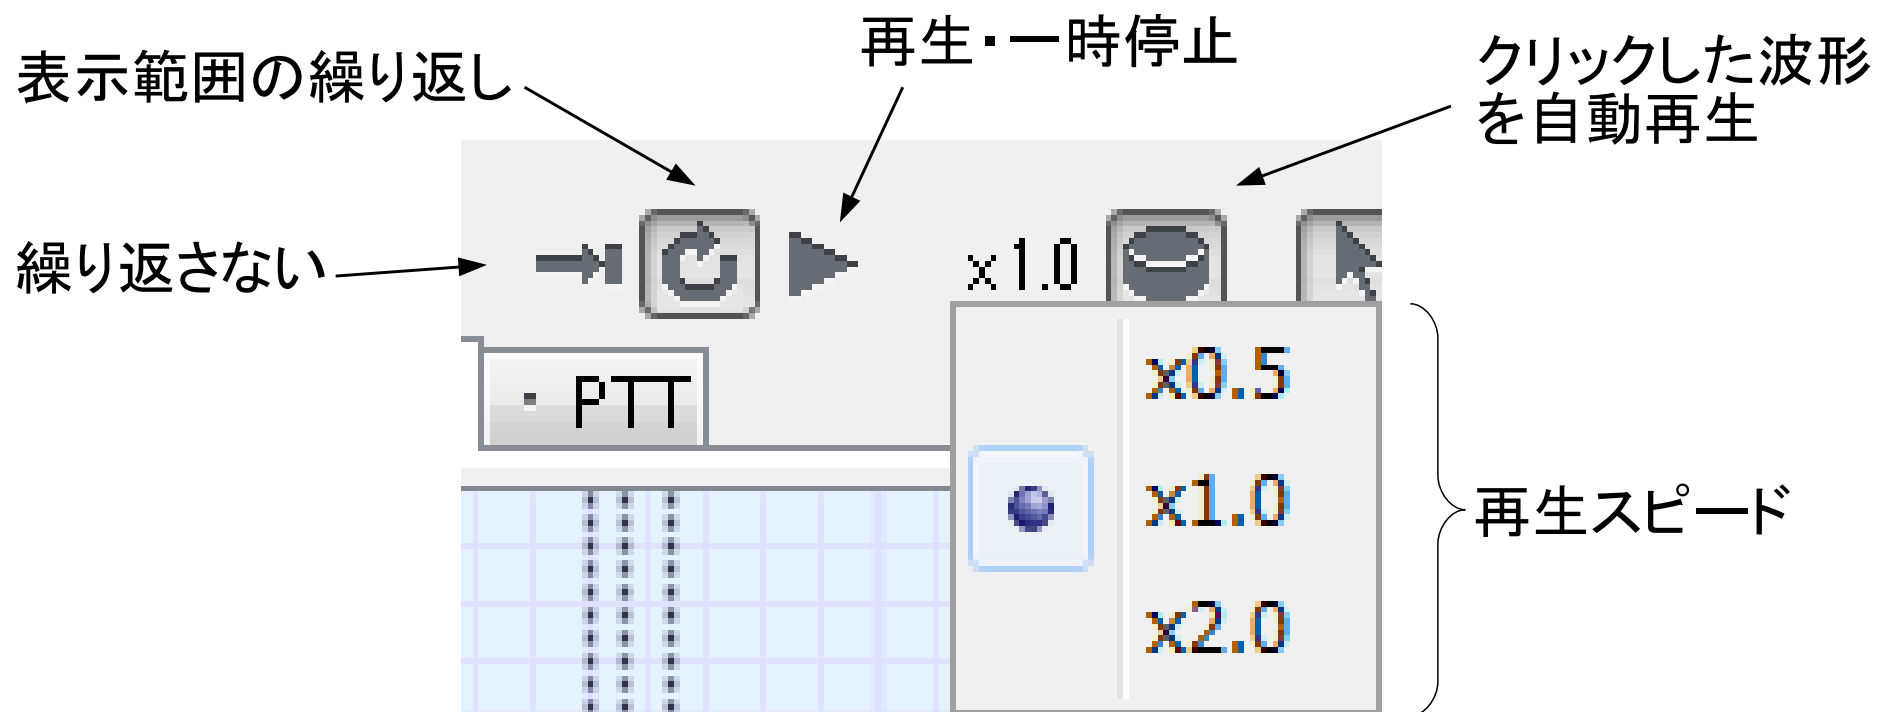 再生・一時停止
表示範囲の繰り返し
クリックした波形
を自動再生
繰り返さない
x1.0
PTT
x0.5
x1.0
x2.0
再生スピード